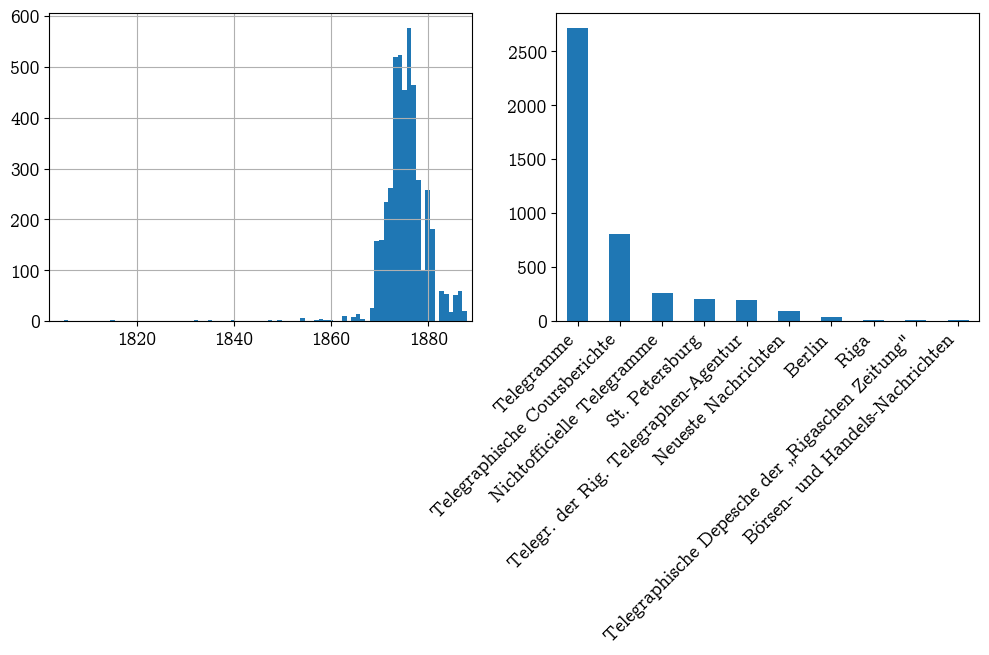 600
500
400
300
200
100
0
1820 1840 1860 1880
2500
2000
1500
1000
500
0
Telegramme
Telegraphische Coursberichte
Nichtofficielle Telegramme
St. Petersburg
Telegr. der Rig. Telegraphen-Agentur
Neueste Nachrichten
Berlin
Riga
Telegraphische Depesche der „Rigaschen Zeitung"
Börsen- und Handels-Nachrichten